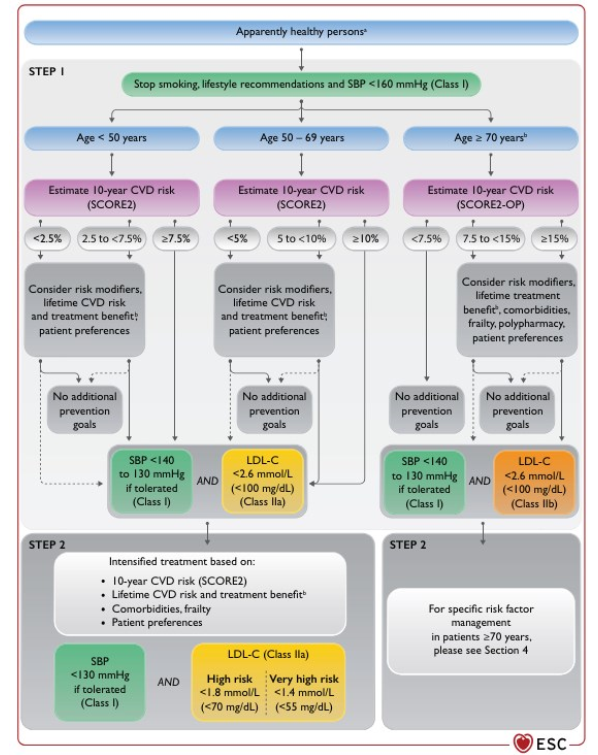 Apparently healthy personsᵃ
STEP 1
Stop smoking, lifestyle recommendations and SBP <160 mmHg (Class I)
Age < 50 years
Age 50 – 69 years
Age ≥ 70 yearsᵇ
Estimate 10-year CVD risk
(SCORE2)
Estimate 10-year CVD risk
(SCORE2)
Estimate 10-year CVD risk
(SCORE2-OP)
<2.5%
2.5 to <7.5%
≥7.5%
<5%
5 to <10%
≥10%
<7.5%
7.5 to <15%
≥15%
Consider risk modifiers,
lifetime CVD risk
and treatment benefitᵇ,
patient preferences
Consider risk modifiers,
lifetime CVD risk
and treatment benefitᵇ,
patient preferences
Consider risk modifiers,
lifetime treatment
benefitᵇ, comorbidities,
frailty, polypharmacy,
patient preferences
No additional
prevention
goals
No additional
prevention
goals
No additional
prevention
goals
No additional
prevention
goals
SBP <140
to 130 mmHg
if tolerated
(Class I)
AND
LDL-C
<2.6 mmol/L
(<100 mg/dL)
(Class IIa)
SBP <140
to 130 mmHg
if tolerated
(Class I)
AND
LDL-C
<2.6 mmol/L
(<100 mg/dL)
(Class IIb)
STEP 2
Intensified treatment based on:
• 10-year CVD risk (SCORE2)
• Lifetime CVD risk and treatment benefitᵇ
• Comorbidities, frailty
• Patient preferences
SBP
<130 mmHg
if tolerated
(Class I)
AND
LDL-C (Class IIa)
High risk
<1.8 mmol/L
(<70 mg/dL)
Very high risk
<1.4 mmol/L
(<55 mg/dL)
STEP 2
For specific risk factor
management
in patients ≥70 years,
please see Section 4
ESC